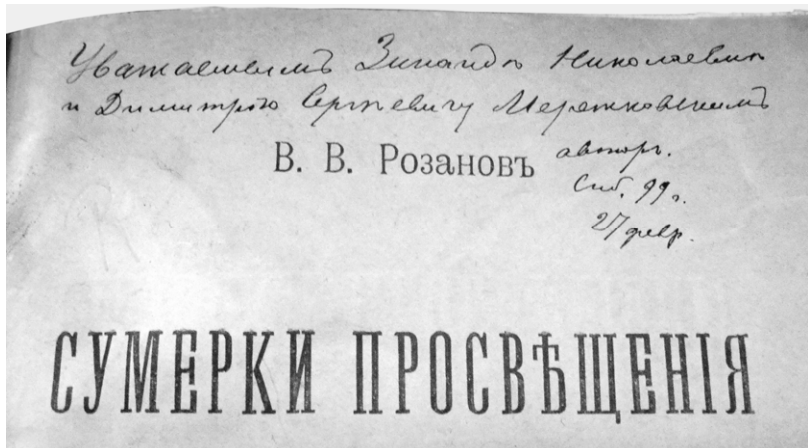 Уважаемымъ Зинаидѣ Николаевнѣ
и Димитрію Сергѣевичу Мережковскимъ
В. В. Розановъ
авторъ.
Спб. 99 г.
27 февр.
СУМЕРКИ ПРОСВѢЩЕНІЯ